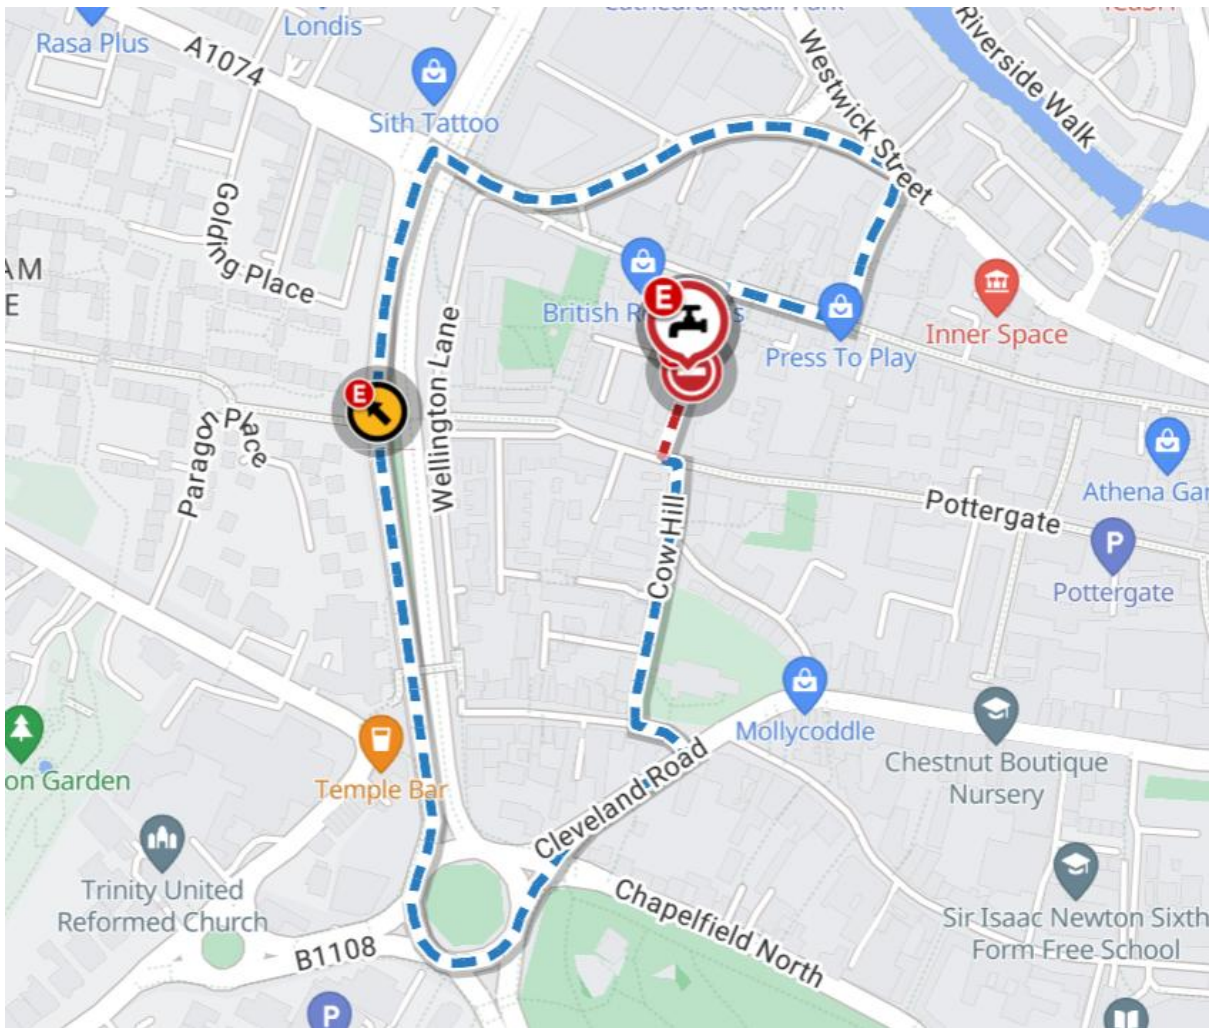 Rasa Plus
Londis
A1074
Sith Tattoo
Westwick Street
Riverside Walk
Golding Place
AM
E
British R
s
E
Press To Play
Inner Space
Wellington Lane
E
Paragon Place
Athena Gar
Cow Hill
Pottergate
P
Pottergate
Mollycoddle
Chestnut Boutique
Nursery
on Garden
Temple Bar
Cleveland Road
Trinity United
Reformed Church
Chapelfield North
Sir Isaac Newton Sixth
Form Free School
B1108
P